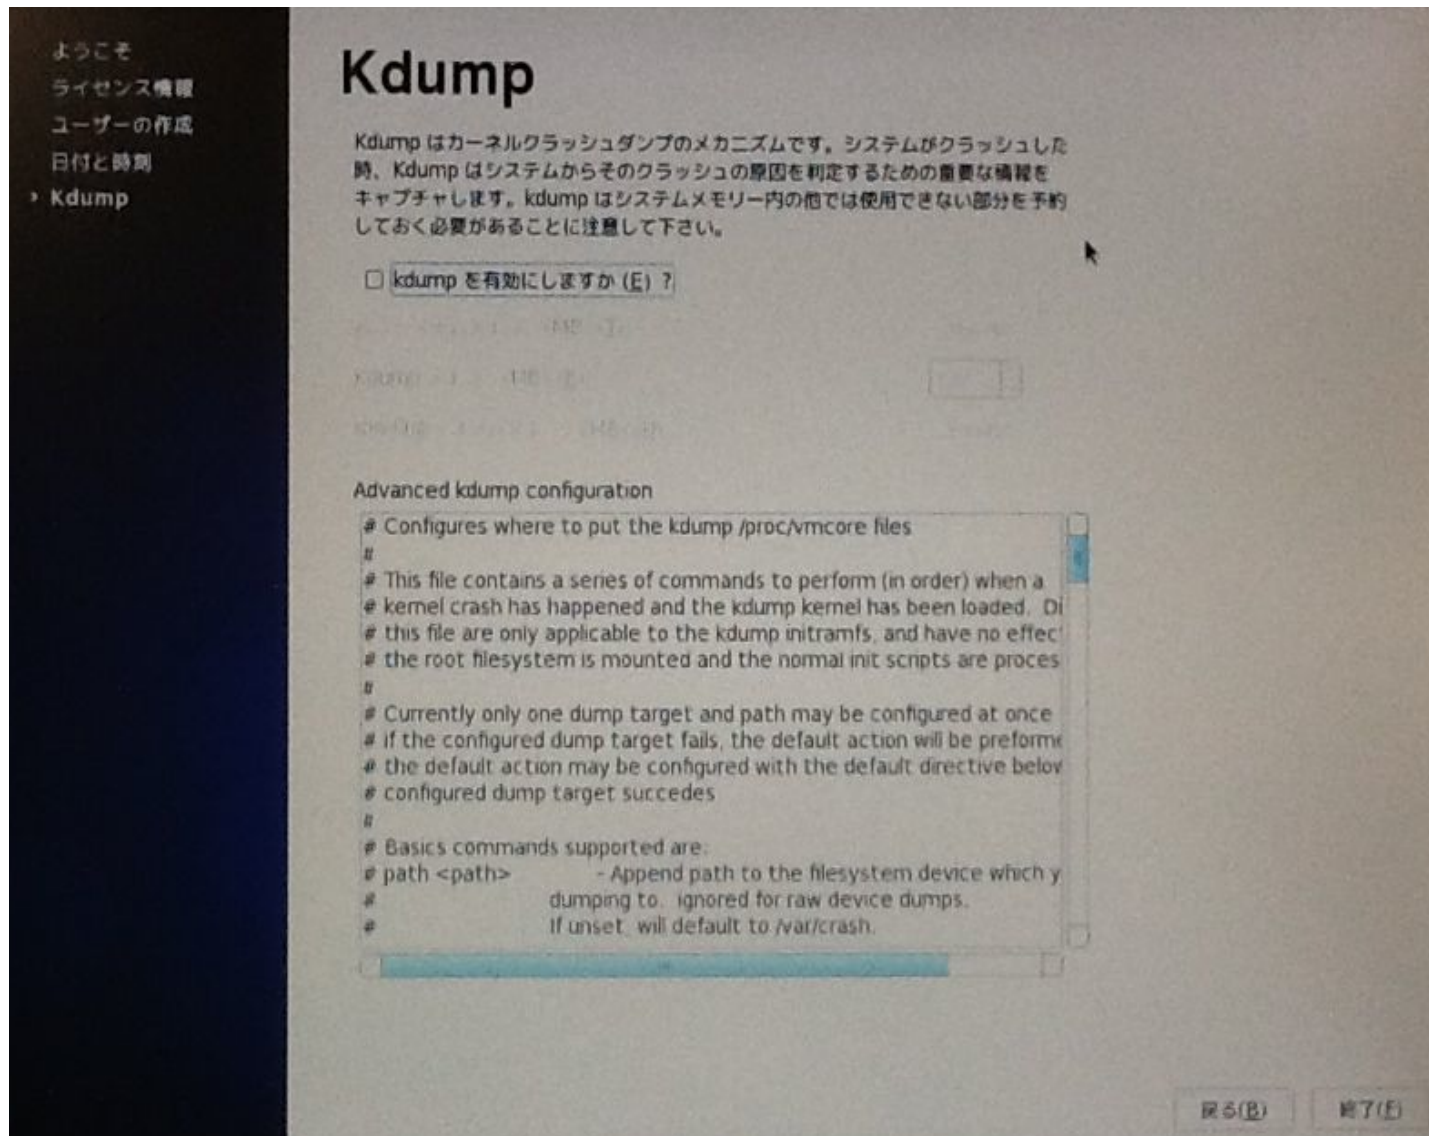 ようこそ
ライセンス情報
ユーザーの作成
日付と時刻
Kdump
Kdump
Kdump はカーネルクラッシュダンプのメカニズムです。システムがクラッシュした
時、Kdump はシステムからそのクラッシュの原因を判定するための重要な情報を
キャプチャします。kdump はシステムメモリー内の他では使用できない部分を予約
しておく必要があることに注意して下さい。
kdump を有効にしますか (E) ?
Advanced kdump configuration
# Configures where to put the kdump /proc/vmcore files
#
# This file contains a series of commands to perform (in order) when a
# kernel crash has happened and the kdump kernel has been loaded. Di
# this file are only applicable to the kdump initramfs, and have no effec
# the root filesystem is mounted and the normal init scripts are proces
#
# Currently only one dump target and path may be configured at once
# if the configured dump target fails, the default action will be preforme
# the default action may be configured with the default directive below
# configured dump target succedes
#
# Basics commands supported are:
# path <path> - Append path to the filesystem device which y
# dumping to. ignored for raw device dumps.
# If unset, will default to /var/crash.
戻る(B)
終了(F)